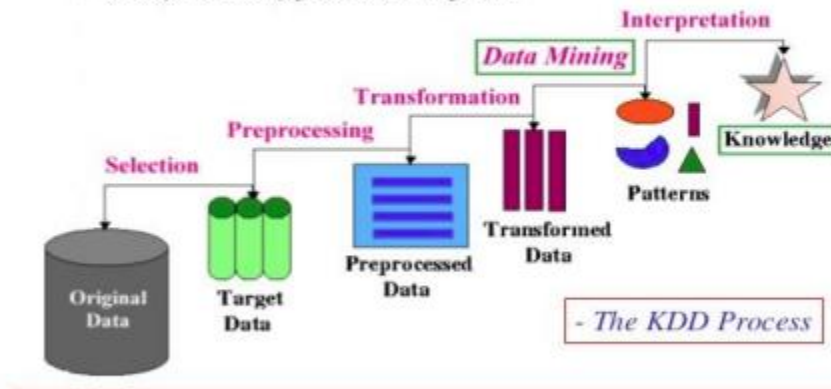 Interpretation
Data Mining
Transformation
Knowledge
Preprocessing
Patterns
Selection
Transformed
Data
Preprocessed
Data
Original
Data
Target
Data
- The KDD Process